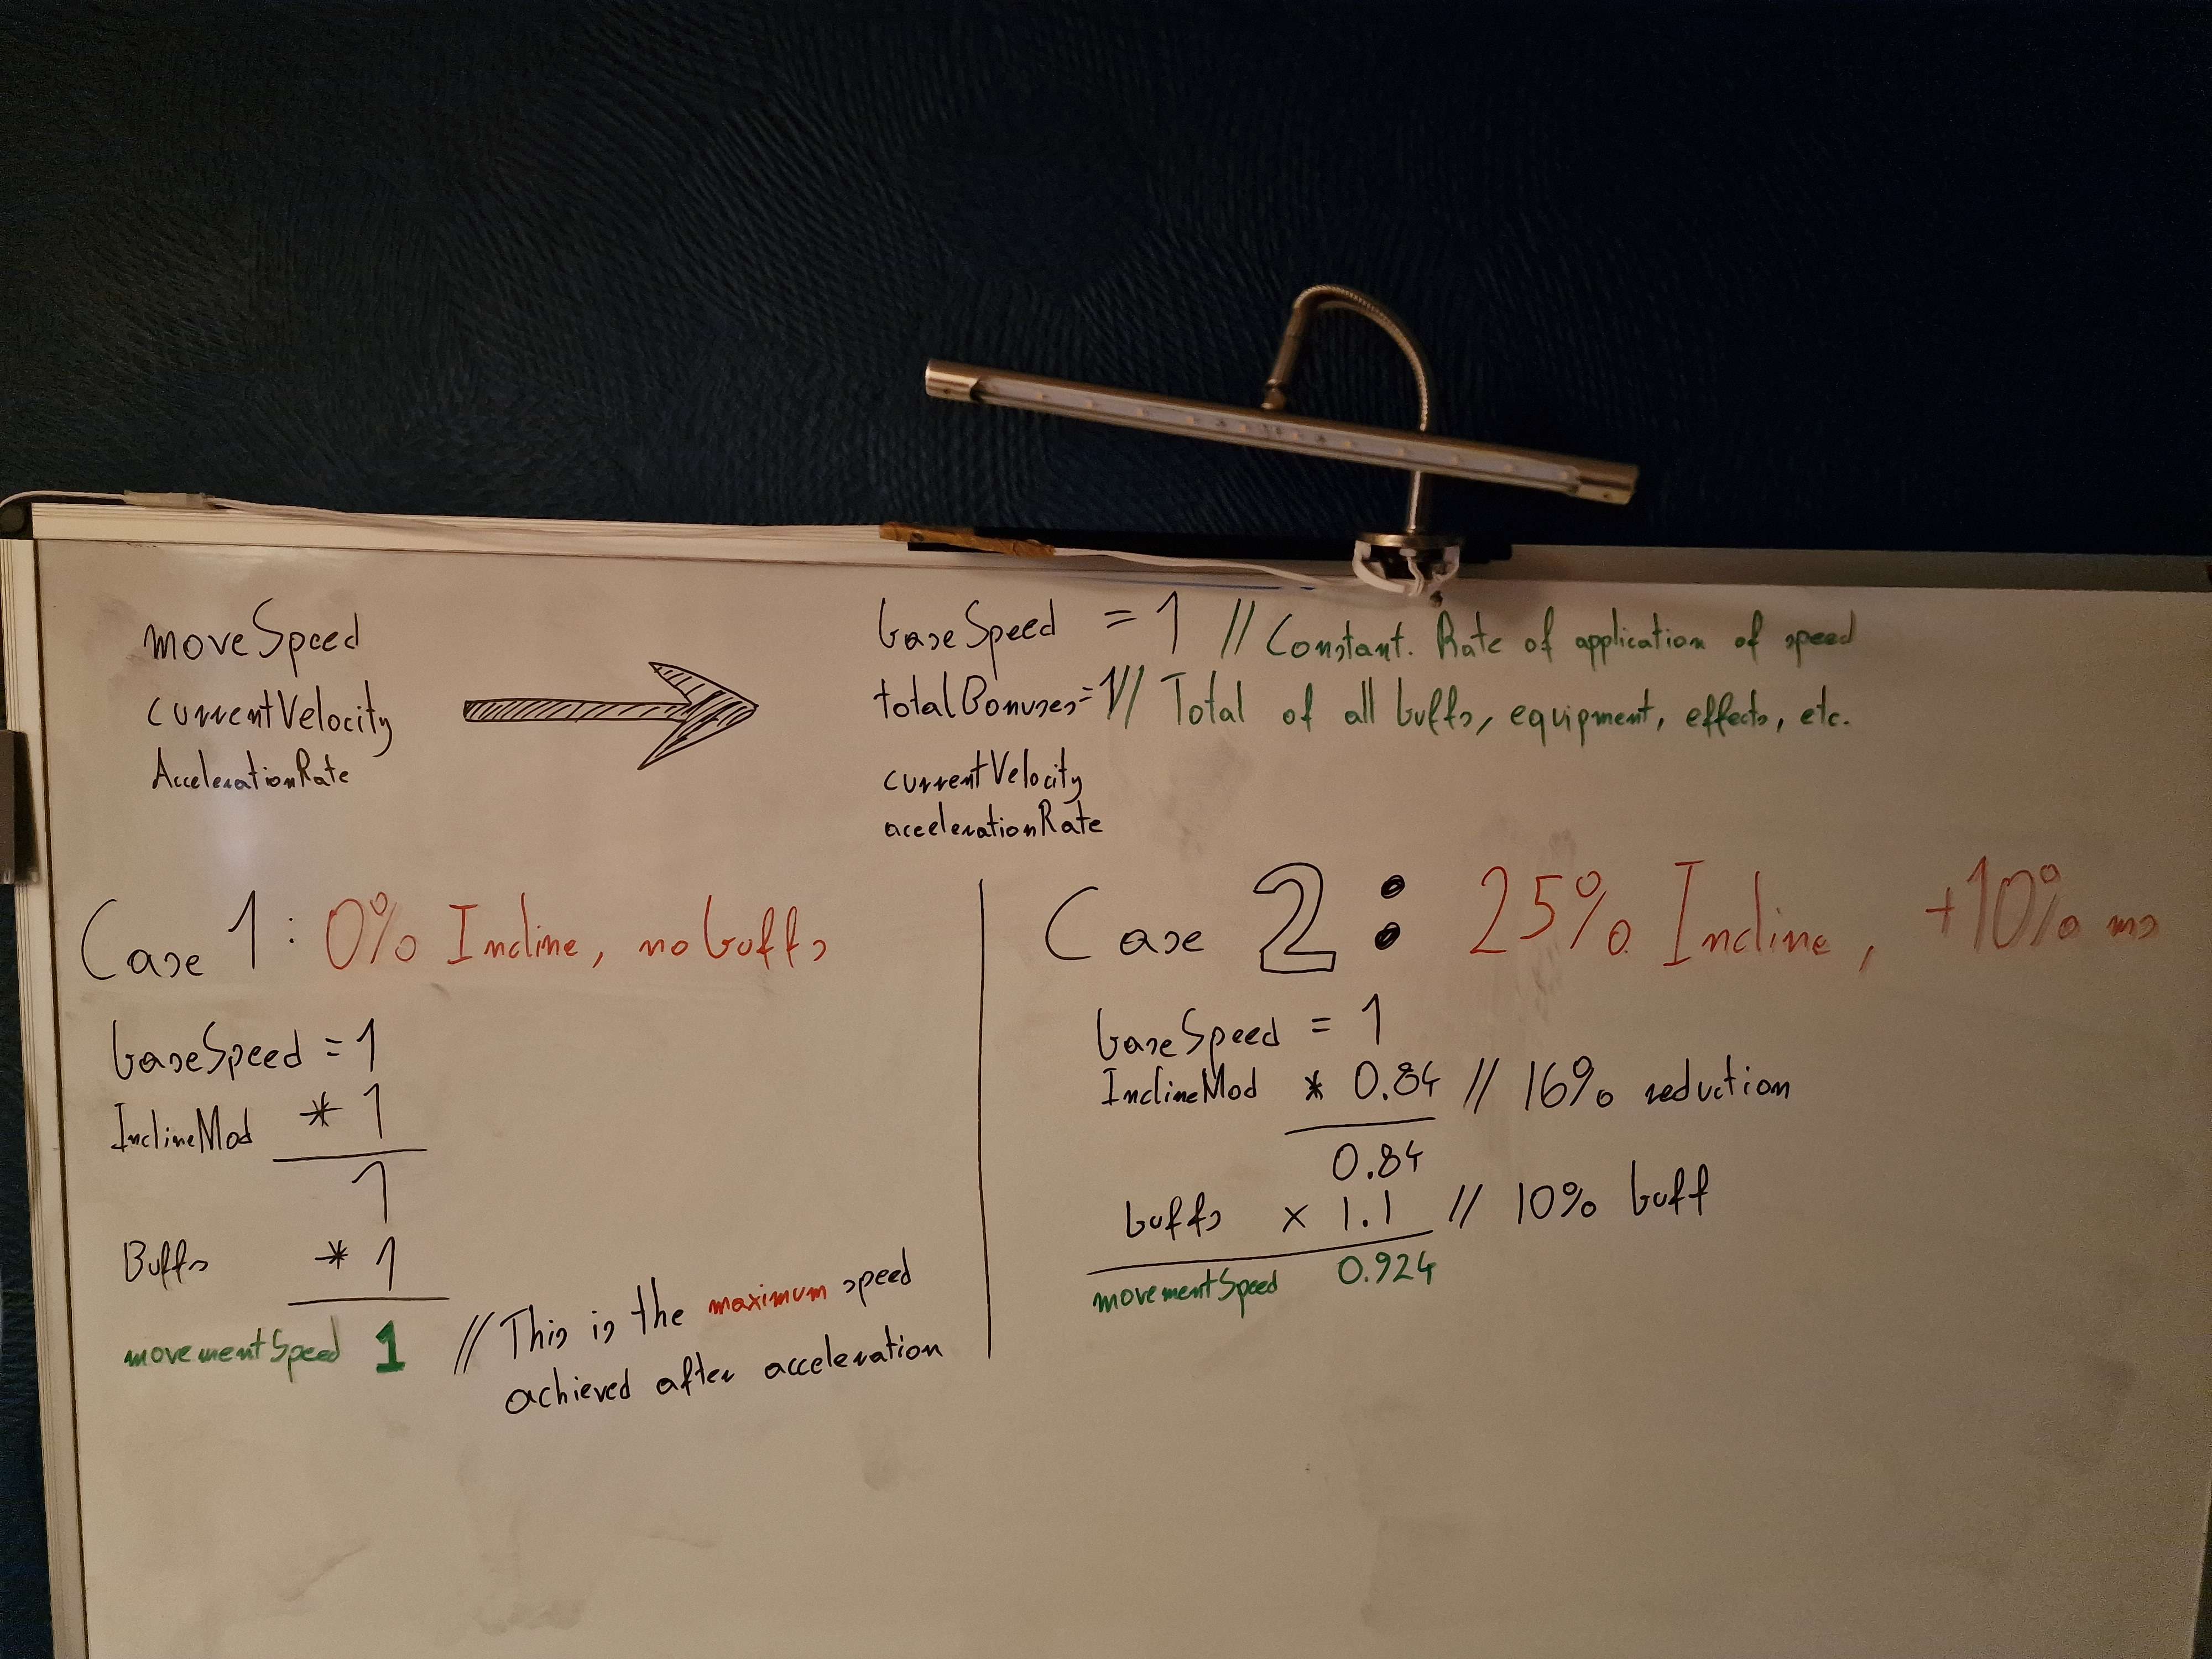 moveSpeed
currentVelocity
AccelerationRate
baseSpeed = 1 // Constant. Rate of application of speed
totalBonuses=1// Total of all buffs, equipment, effects, etc.
currentVelocity
accelerationRate
Case 1: 0% Incline, no buffs
baseSpeed = 1
InclineMod * 1
1
Buffs * 1
movementSpeed 1 // This is the maximum speed
achieved after acceleration
Case 2: 25% Incline, +10% ms
baseSpeed = 1
InclineMod * 0.84 // 16% reduction
0.84
buffs x 1.1 // 10% buff
movementSpeed 0.924